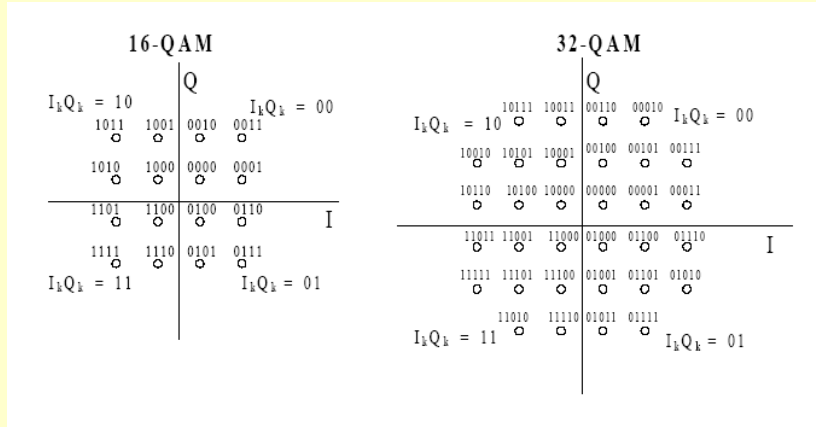 16-QAM
Q
IkQk = 10
IkQk = 00
1011 1001 0010 0011
1010 1000 0000 0001
1101 1100 0100 0110
I
1111 1110 0101 0111
IkQk = 11
IkQk = 01
32-QAM
Q
10111 10011 00110 00010
IkQk = 10
IkQk = 00
10010 10101 10001 00100 00101 00111
10110 10100 10000 00000 00001 00011
11011 11001 11000 01000 01100 01110
I
11111 11101 11100 01001 01101 01010
11010 11110 01011 01111
IkQk = 11
IkQk = 01